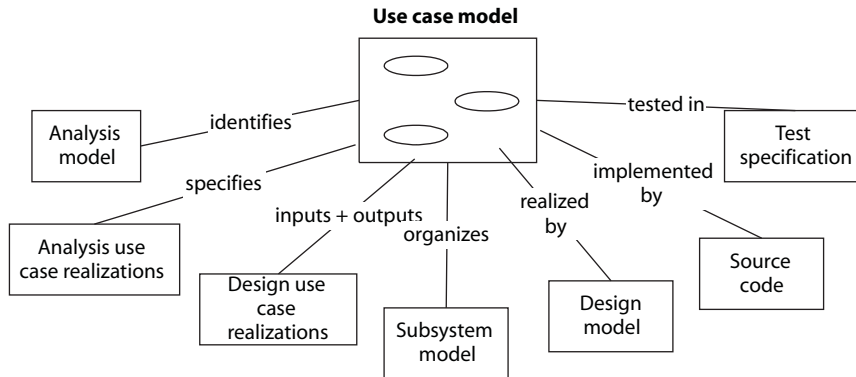 Use case model
identifies
tested in
Analysis
model
Test
specification
specifies
implemented
by
inputs + outputs
organizes
realized
by
Analysis use
case realizations
Design use
case
realizations
Subsystem
model
Design
model
Source
code